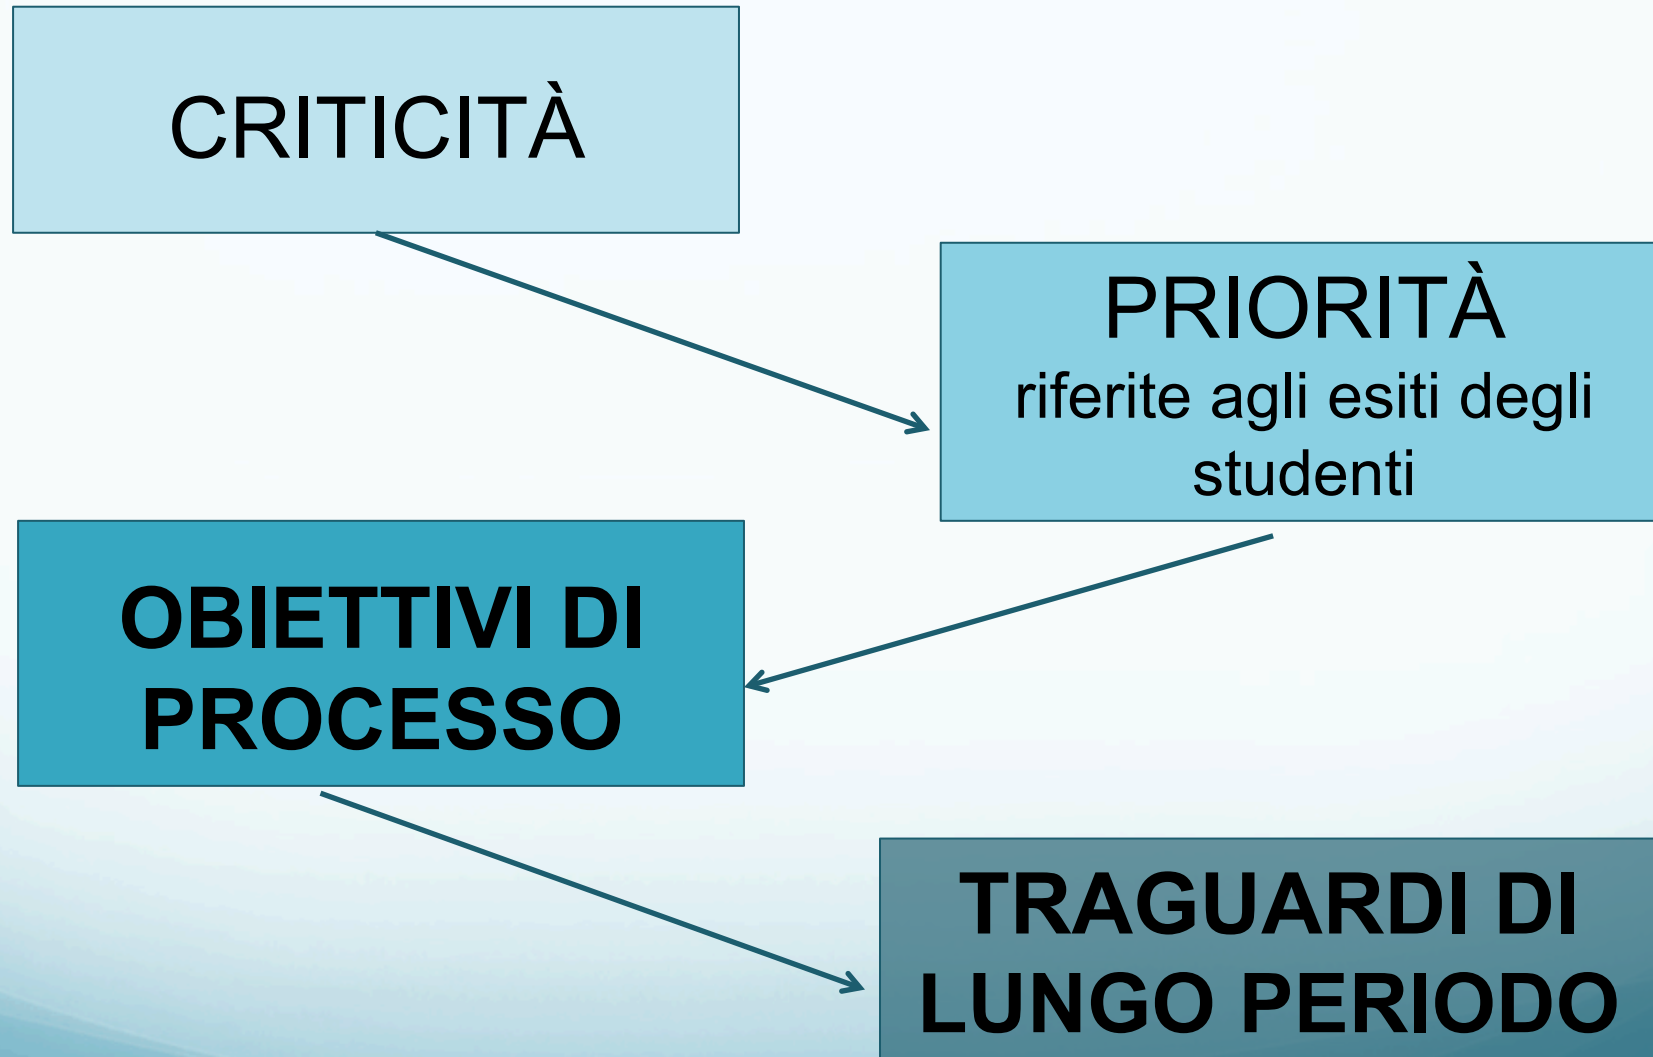 CRITICITÀ
PRIORITÀ
riferite agli esiti degli
studenti
OBIETTIVI DI
PROCESSO
TRAGUARDI DI
LUNGO PERIODO